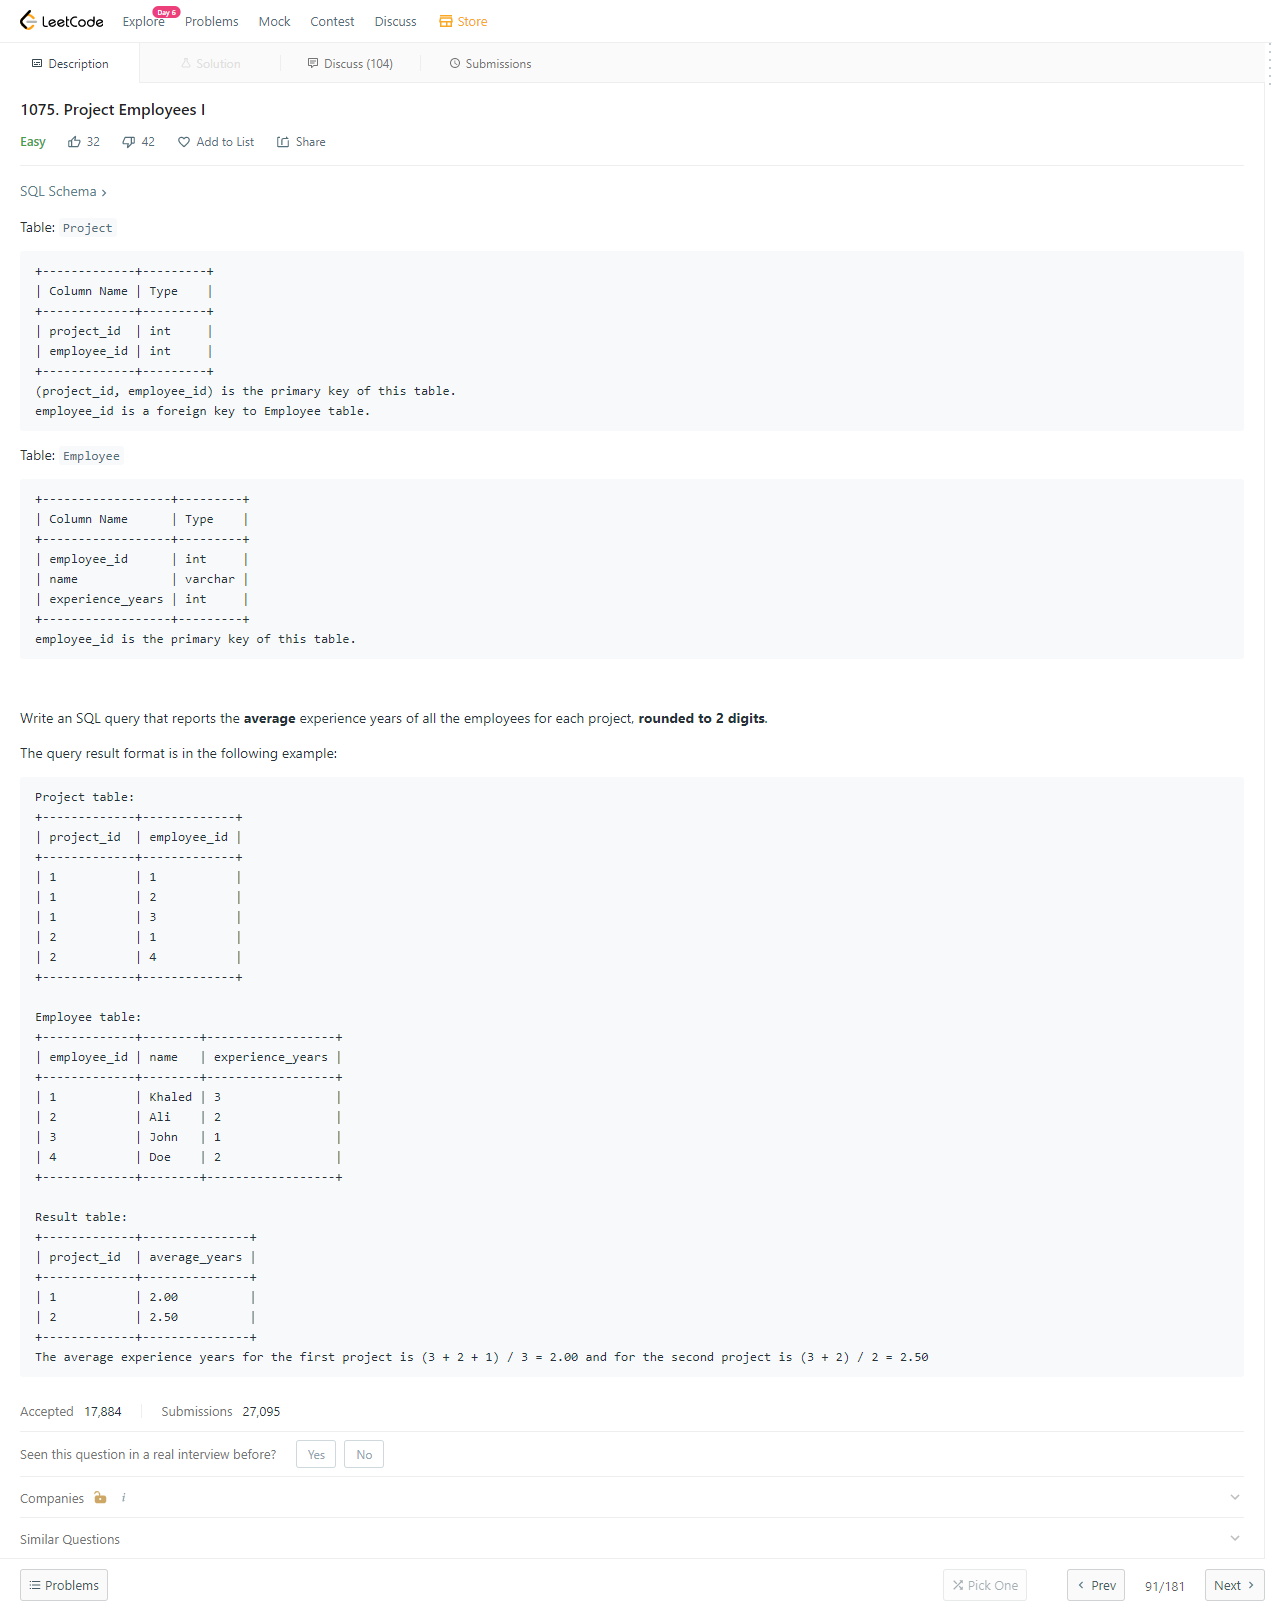 LeetCode Explore Day 6 Problems Mock Contest Discuss Store
Description Solution Discuss (104) Submissions
1075. Project Employees I
Easy 32 42 Add to List Share
SQL Schema ›
Table: Project
+-------------+---------+
| Column Name | Type    |
+-------------+---------+
| project_id  | int     |
| employee_id | int     |
+-------------+---------+
(project_id, employee_id) is the primary key of this table.
employee_id is a foreign key to Employee table.
Table: Employee
+------------------+---------+
| Column Name      | Type    |
+------------------+---------+
| employee_id      | int     |
| name             | varchar |
| experience_years | int     |
+------------------+---------+
employee_id is the primary key of this table.
Write an SQL query that reports the average experience years of all the employees for each project, rounded to 2 digits.
The query result format is in the following example:
Project table:
+-------------+-------------+
| project_id  | employee_id |
+-------------+-------------+
| 1           | 1           |
| 1           | 2           |
| 1           | 3           |
| 2           | 1           |
| 2           | 4           |
+-------------+-------------+
Employee table:
+-------------+--------+------------------+
| employee_id | name   | experience_years |
+-------------+--------+------------------+
| 1           | Khaled | 3                |
| 2           | Ali    | 2                |
| 3           | John   | 1                |
| 4           | Doe    | 2                |
+-------------+--------+------------------+
Result table:
+-------------+---------------+
| project_id  | average_years |
+-------------+---------------+
| 1           | 2.00          |
| 2           | 2.50          |
+-------------+---------------+
The average experience years for the first project is (3 + 2 + 1) / 3 = 2.00 and for the second project is (3 + 2) / 2 = 2.50
Accepted 17,884 Submissions 27,095
Seen this question in a real interview before? Yes No
Companies i
Similar Questions
Problems Pick One ‹ Prev 91/181 Next ›